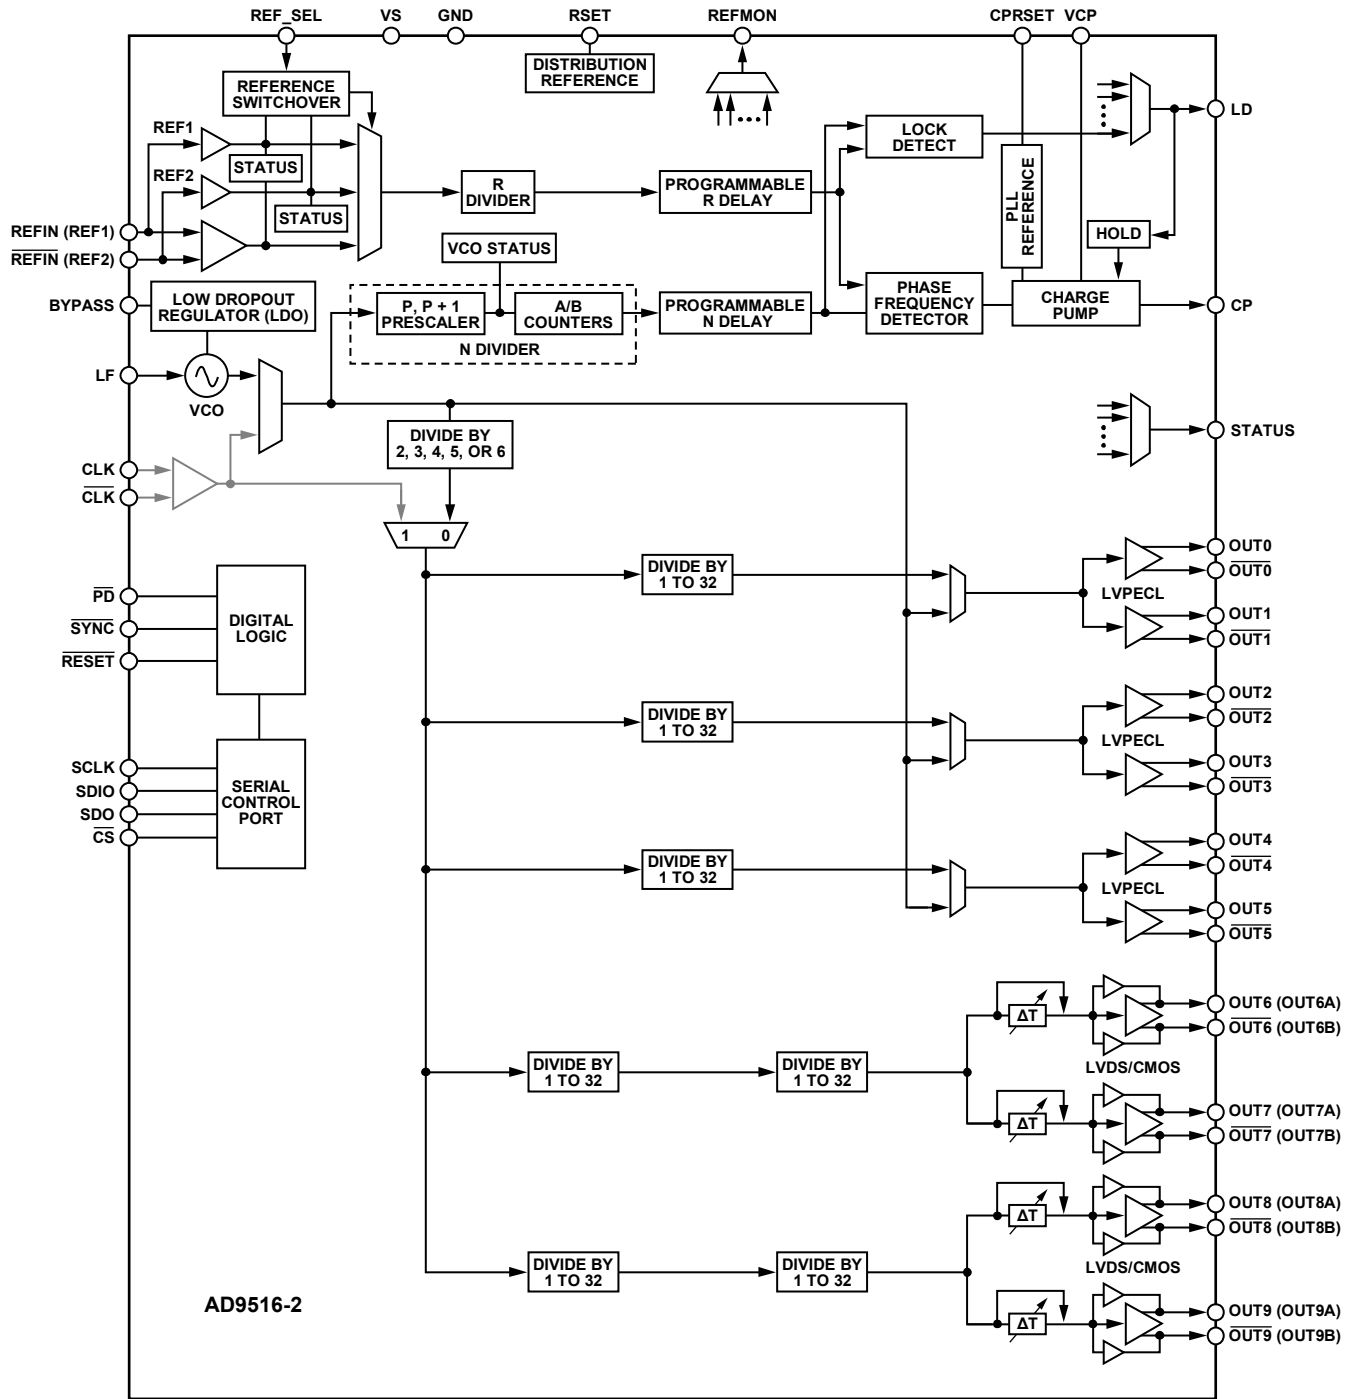 REF_SEL VS GND RSET REFMON CPRSET VCP
DISTRIBUTION
REFERENCE
REFERENCE
SWITCHOVER
REF1
STATUS
REF2
STATUS
REFIN (REF1)
REFIN (REF2)
R
DIVIDER
PROGRAMMABLE
R DELAY
LOCK
DETECT
LD
PLL
REFERENCE
HOLD
VCO STATUS
BYPASS
LOW DROPOUT
REGULATOR (LDO)
P, P + 1
PRESCALER
A/B
COUNTERS
N DIVIDER
PROGRAMMABLE
N DELAY
PHASE
FREQUENCY
DETECTOR
CHARGE
PUMP
CP
LF
VCO
DIVIDE BY
2, 3, 4, 5, OR 6
STATUS
CLK
CLK
1 0
DIVIDE BY
1 TO 32
LVPECL
OUT0
OUT0
OUT1
OUT1
PD
SYNC
RESET
DIGITAL
LOGIC
DIVIDE BY
1 TO 32
LVPECL
OUT2
OUT2
OUT3
OUT3
SCLK
SDIO
SDO
CS
SERIAL
CONTROL
PORT
DIVIDE BY
1 TO 32
LVPECL
OUT4
OUT4
OUT5
OUT5
DIVIDE BY
1 TO 32
DIVIDE BY
1 TO 32
ΔT
ΔT
LVDS/CMOS
OUT6 (OUT6A)
OUT6 (OUT6B)
OUT7 (OUT7A)
OUT7 (OUT7B)
DIVIDE BY
1 TO 32
DIVIDE BY
1 TO 32
ΔT
ΔT
LVDS/CMOS
OUT8 (OUT8A)
OUT8 (OUT8B)
OUT9 (OUT9A)
OUT9 (OUT9B)
AD9516-2